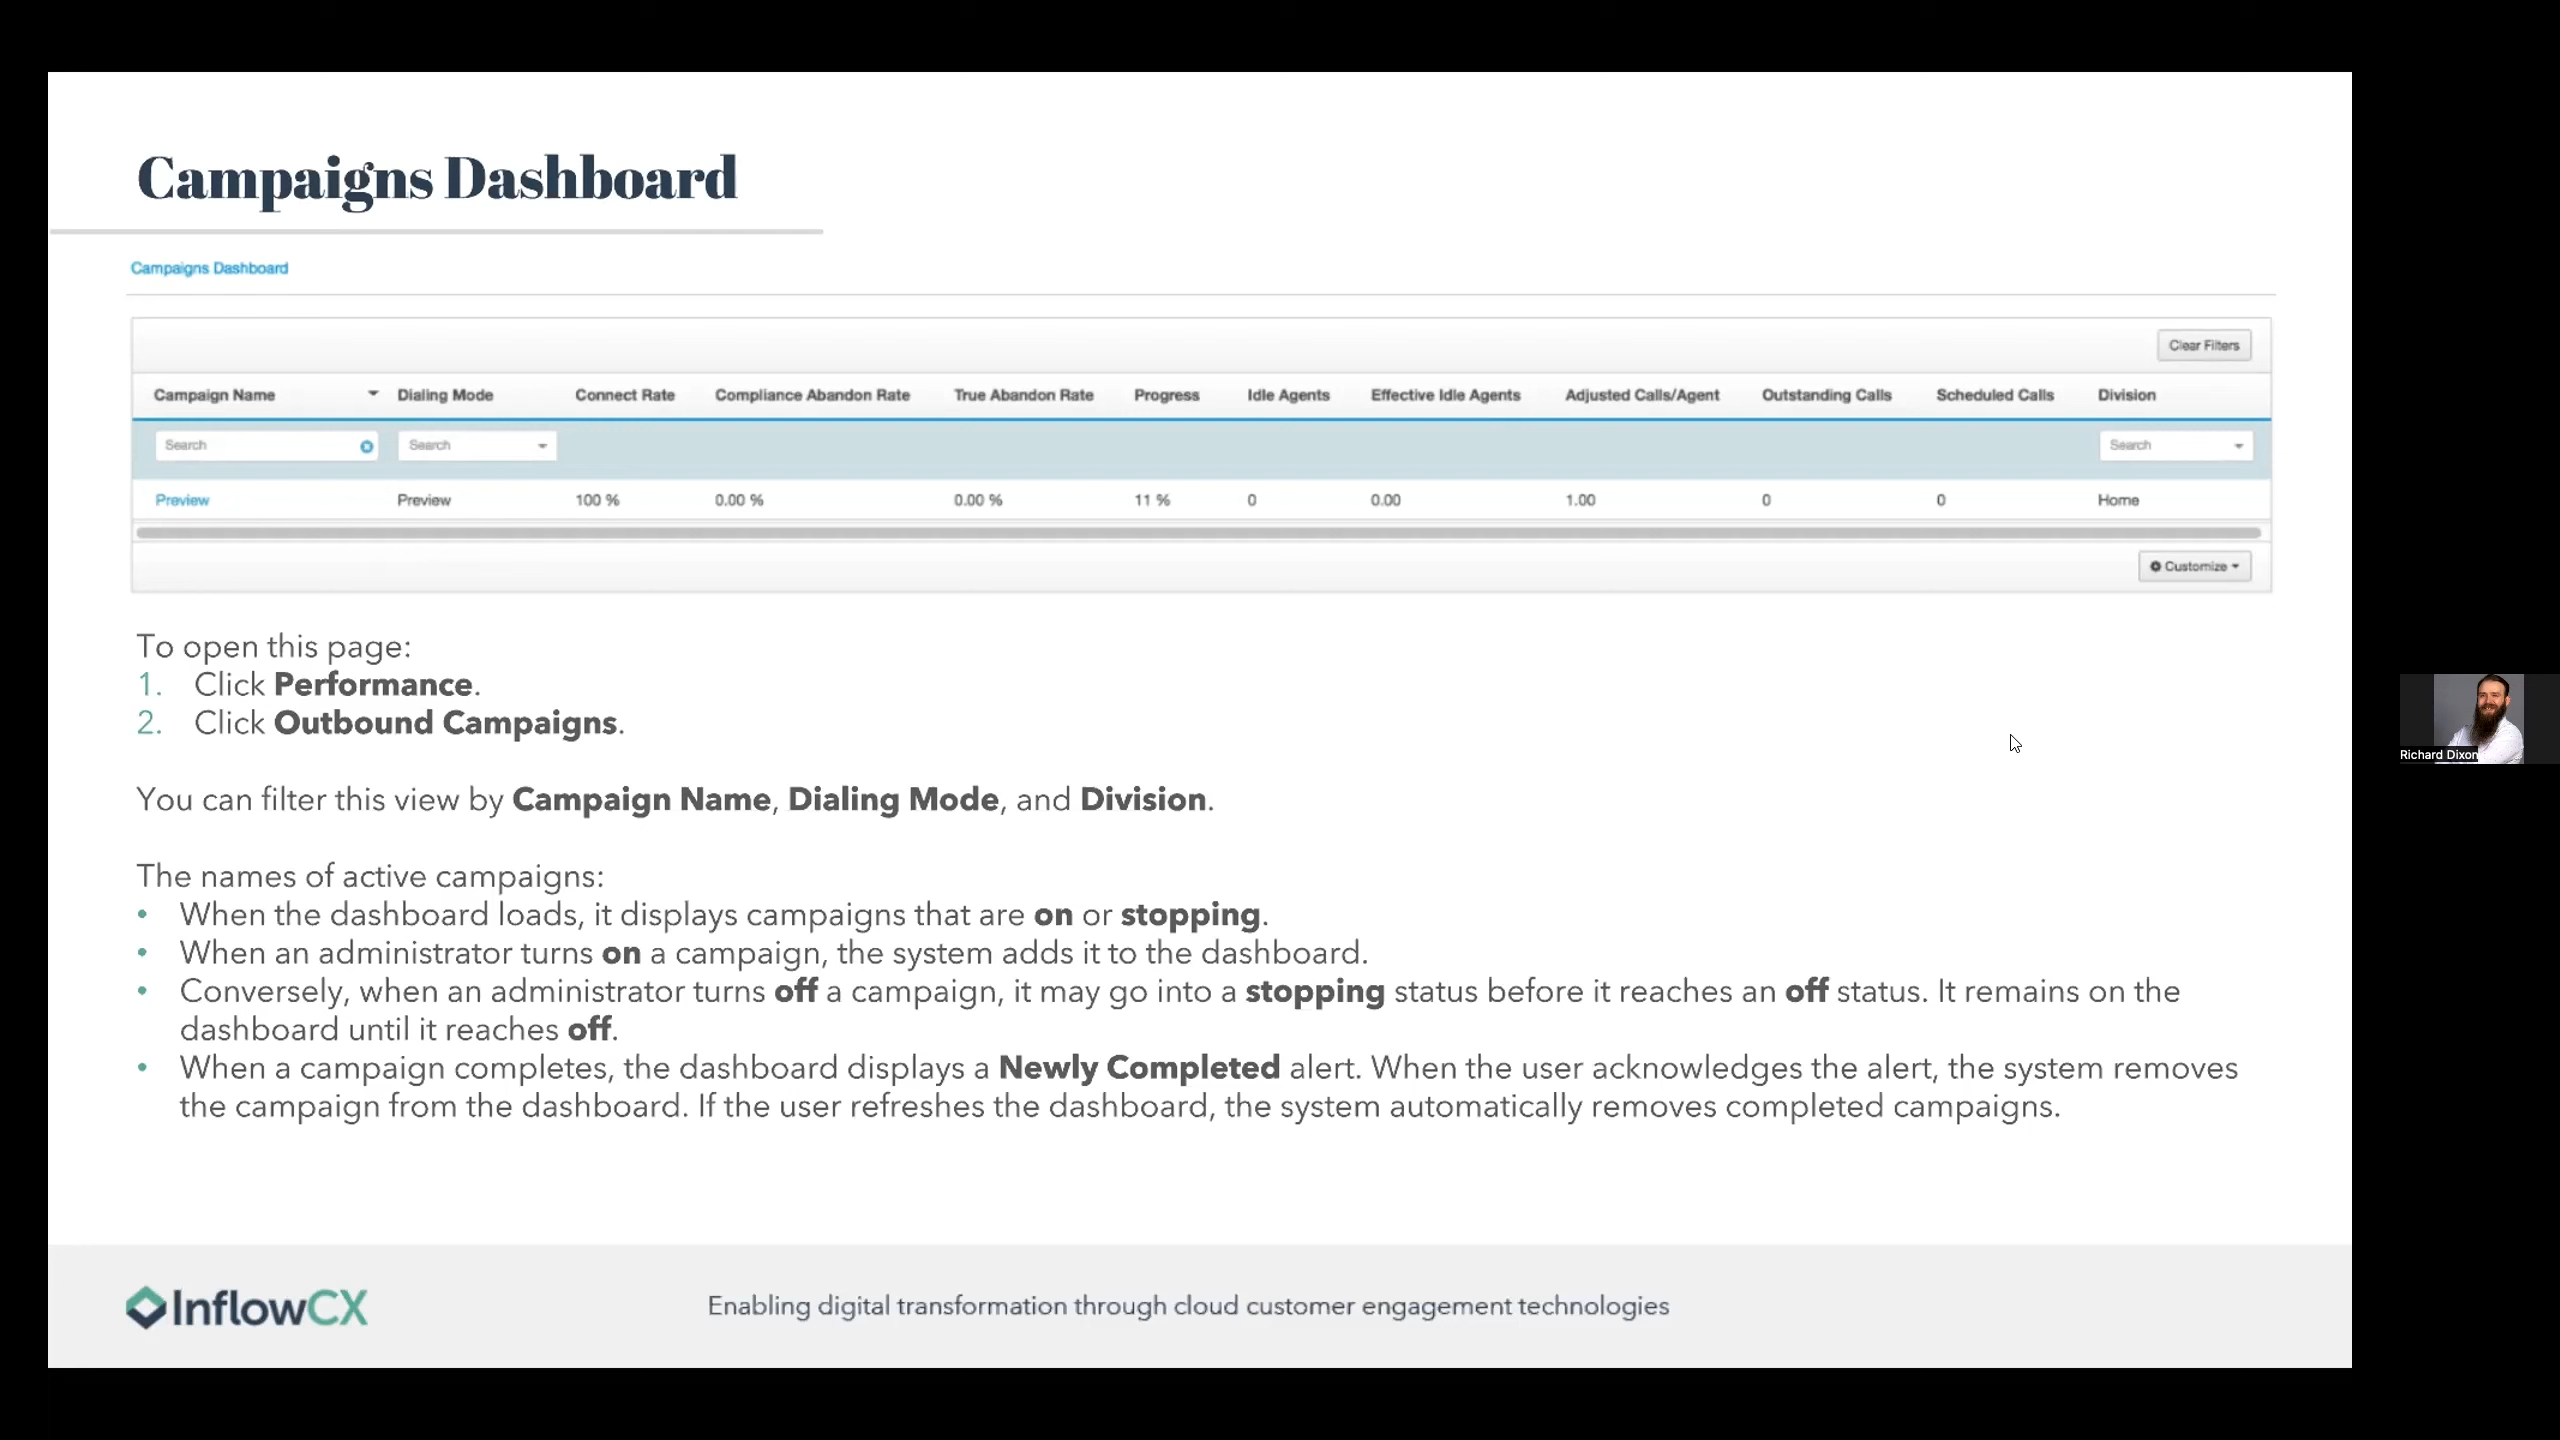 Campaigns Dashboard
Campaigns Dashboard
Clear Filters
Campaign Name Dialing Mode Connect Rate Compliance Abandon Rate True Abandon Rate Progress Idle Agents Effective Idle Agents Adjusted Calls/Agent Outstanding Calls Scheduled Calls Division
Search Search Search
Preview Preview 100 % 0.00 % 0.00 % 11 % 0 0.00 1.00 0 0 Home
Customize
To open this page:
1. Click Performance.
2. Click Outbound Campaigns.
You can filter this view by Campaign Name, Dialing Mode, and Division.
The names of active campaigns:
• When the dashboard loads, it displays campaigns that are on or stopping.
• When an administrator turns on a campaign, the system adds it to the dashboard.
• Conversely, when an administrator turns off a campaign, it may go into a stopping status before it reaches an off status. It remains on the
dashboard until it reaches off.
• When a campaign completes, the dashboard displays a Newly Completed alert. When the user acknowledges the alert, the system removes
the campaign from the dashboard. If the user refreshes the dashboard, the system automatically removes completed campaigns.
Richard Dixon
InflowCX
Enabling digital transformation through cloud customer engagement technologies